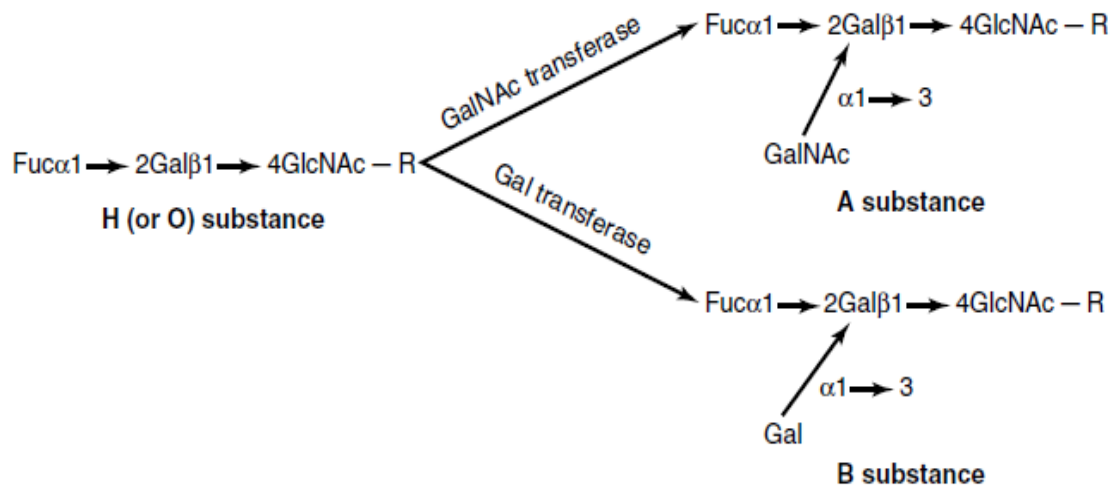 Fucα1 → 2Galβ1 → 4GlcNAc – R
α1 → 3
GalNAc
A substance
GalNAc transferase
Fucα1 → 2Galβ1 → 4GlcNAc – R
H (or O) substance
Gal transferase
Fucα1 → 2Galβ1 → 4GlcNAc – R
α1 → 3
Gal
B substance